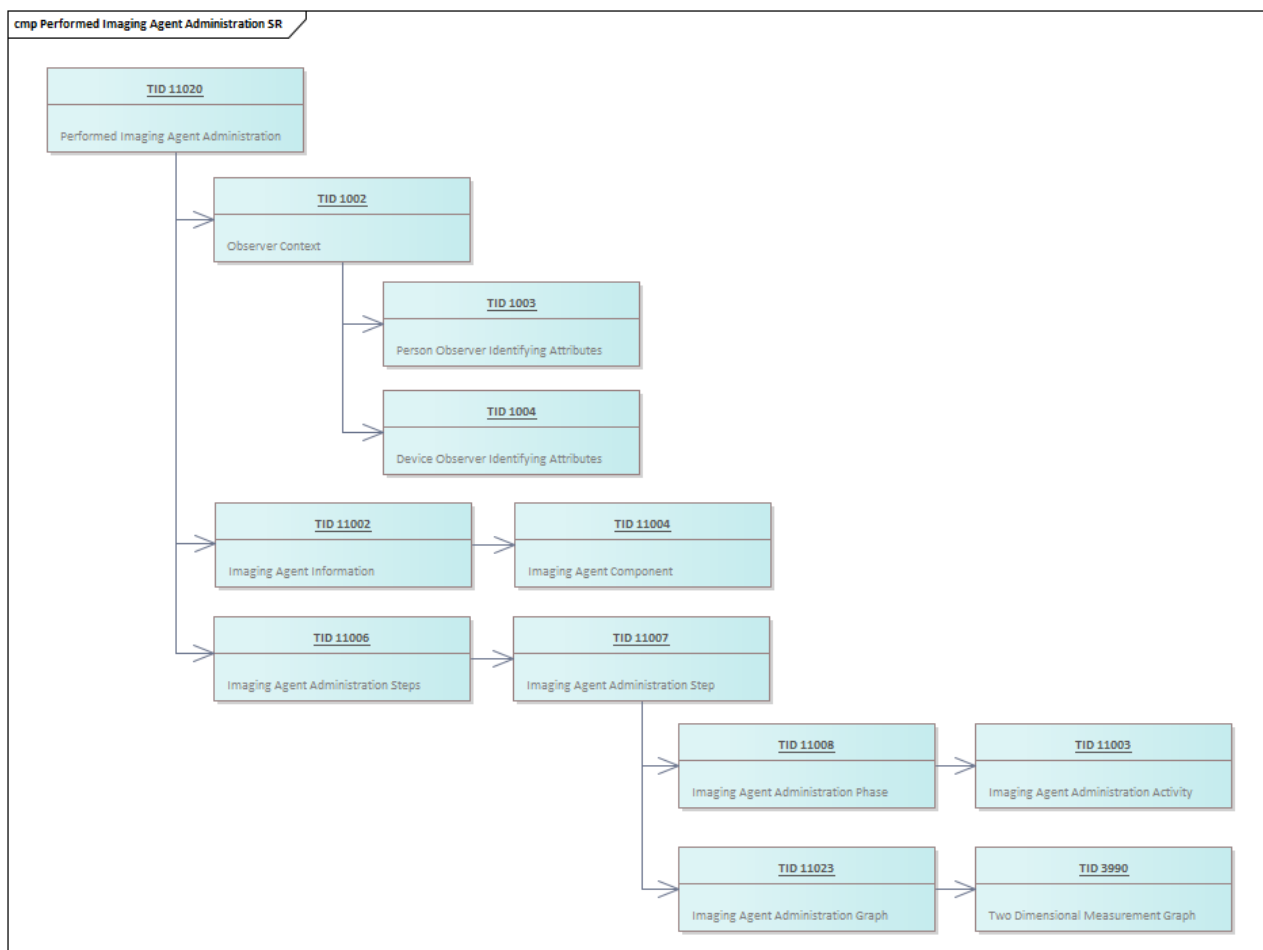 cmp Performed Imaging Agent Administration SR
TID 11020
Performed Imaging Agent Administration
TID 1002
Observer Context
TID 1003
Person Observer Identifying Attributes
TID 1004
Device Observer Identifying Attributes
TID 11002
Imaging Agent Information
TID 11004
Imaging Agent Component
TID 11006
Imaging Agent Administration Steps
TID 11007
Imaging Agent Administration Step
TID 11008
Imaging Agent Administration Phase
TID 11003
Imaging Agent Administration Activity
TID 11023
Imaging Agent Administration Graph
TID 3990
Two Dimensional Measurement Graph